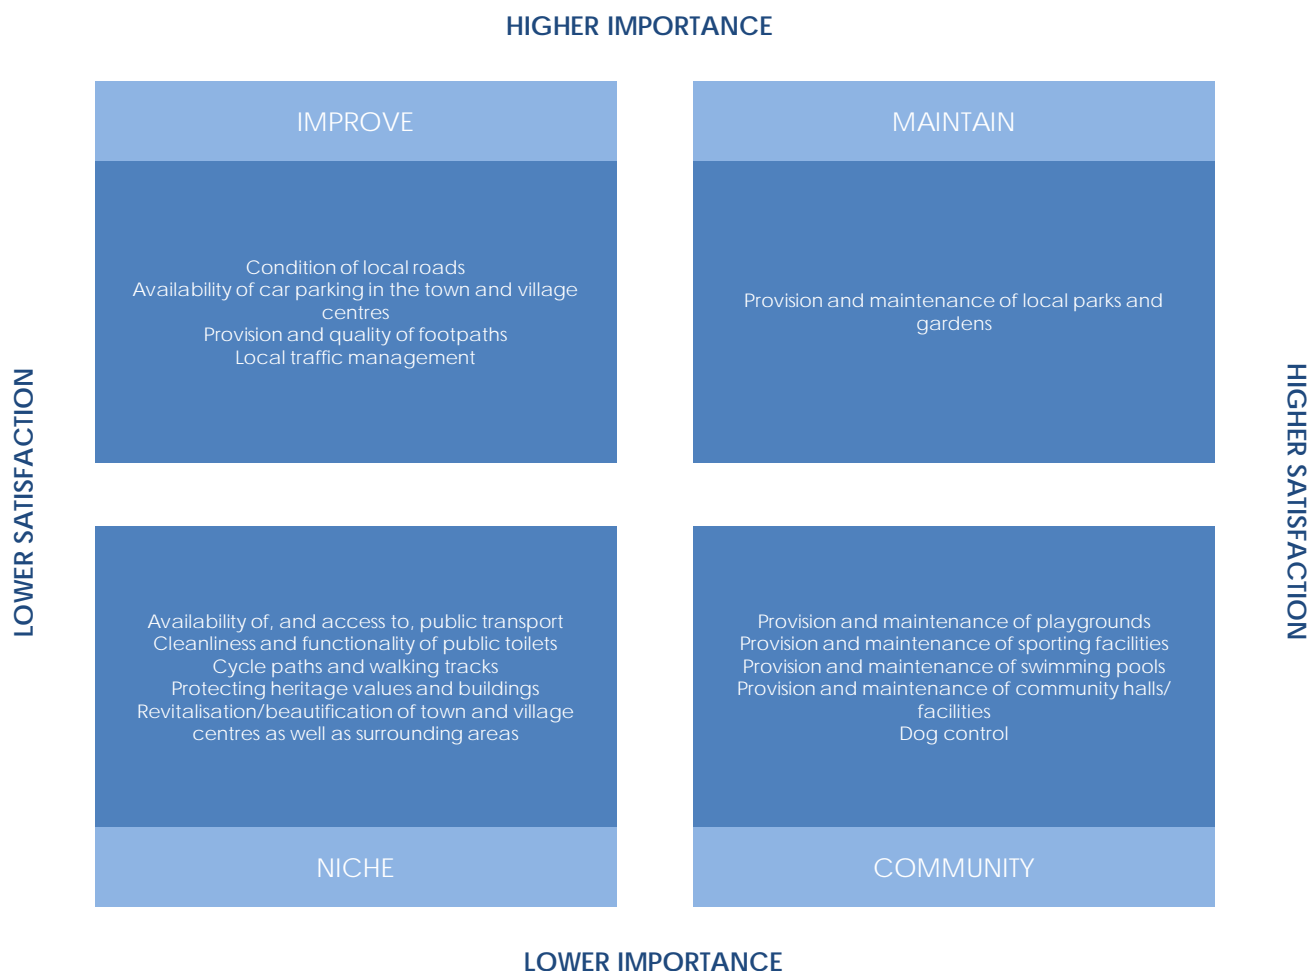 HIGHER IMPORTANCE
IMPROVE
Condition of local roads
Availability of car parking in the town and village
centres
Provision and quality of footpaths
Local traffic management
MAINTAIN
Provision and maintenance of local parks and
gardens
LOWER SATISFACTION
HIGHER SATISFACTION
Availability of, and access to, public transport
Cleanliness and functionality of public toilets
Cycle paths and walking tracks
Protecting heritage values and buildings
Revitalisation/beautification of town and village
centres as well as surrounding areas
NICHE
Provision and maintenance of playgrounds
Provision and maintenance of sporting facilities
Provision and maintenance of swimming pools
Provision and maintenance of community halls/
facilities
Dog control
COMMUNITY
LOWER IMPORTANCE